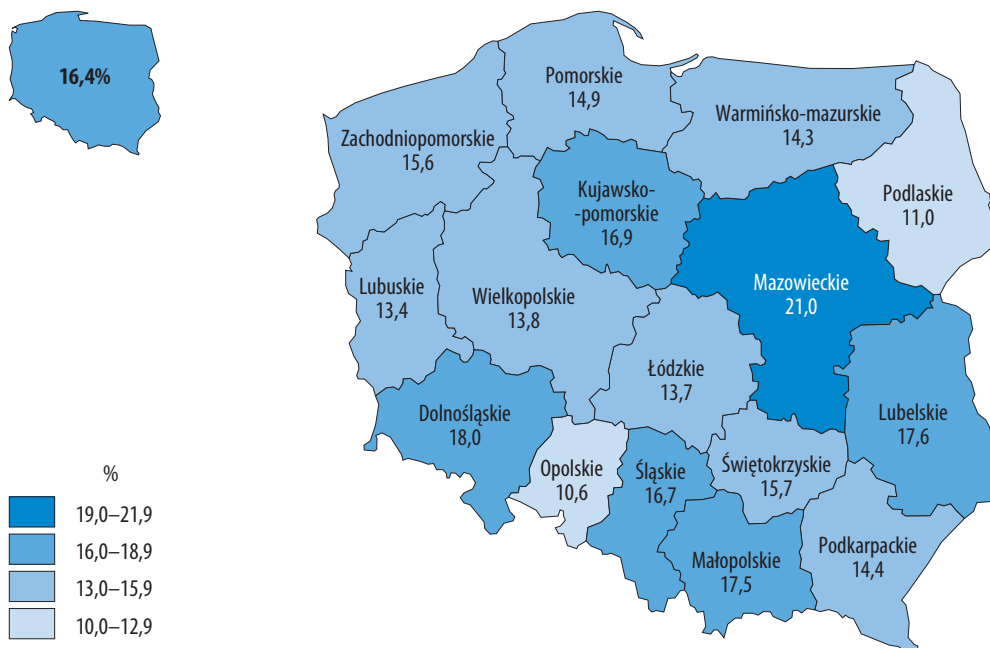 16,4%
Pomorskie
14,9
Warmińsko-mazurskie
14,3
Zachodniopomorskie
15,6
Kujawsko-
-pomorskie
16,9
Podlaskie
11,0
Lubuskie
13,4
Wielkopolskie
13,8
Mazowieckie
21,0
Łódzkie
13,7
Dolnośląskie
18,0
Lubelskie
17,6
Opolskie
10,6
Śląskie
16,7
Świętokrzyskie
15,7
Małopolskie
17,5
Podkarpackie
14,4
%
19,0–21,9
16,0–18,9
13,0–15,9
10,0–12,9